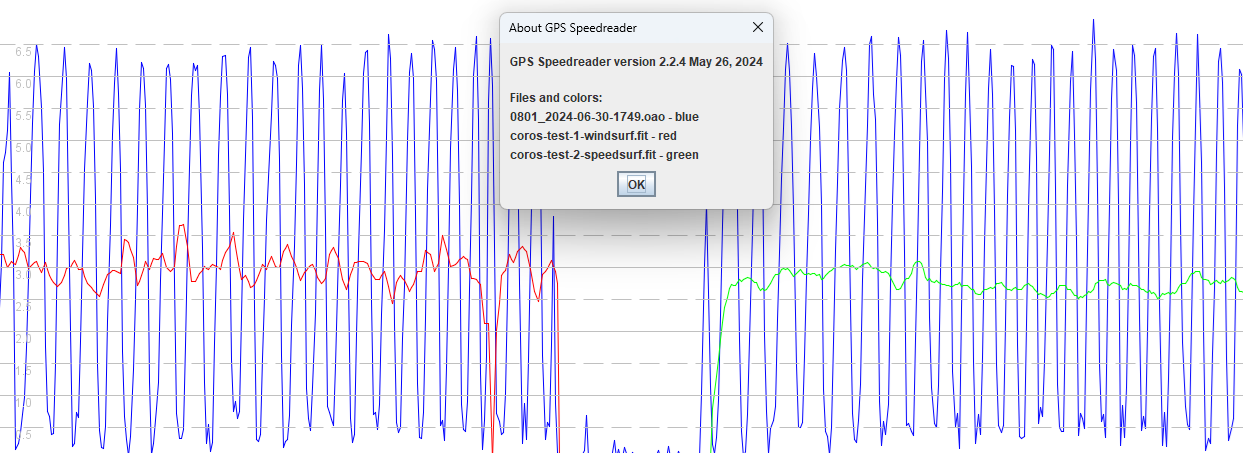 About GPS Speedreader
GPS Speedreader version 2.2.4 May 26, 2024
Files and colors:
0801_2024-06-30-1749.oao - blue
coros-test-1-windsurf.fit - red
coros-test-2-speedsurf.fit - green
OK
6.5
6.0
5.5
5.0
4.5
4.0
3.5
3.0
2.5
2.0
1.5
1.0
0.5